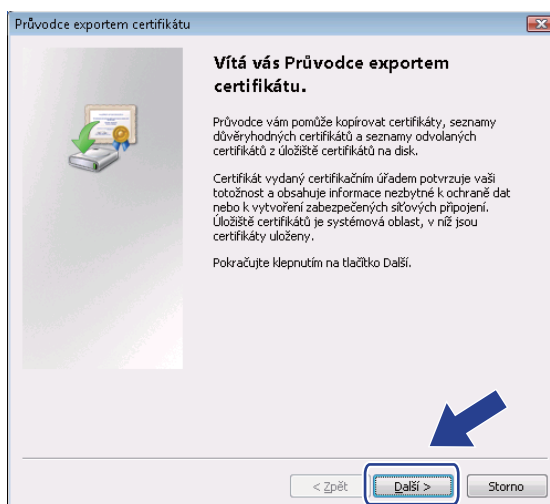 Průvodce exportem certifikátu
Vítá vás Průvodce exportem
certifikátu.
Průvodce vám pomůže kopírovat certifikáty, seznamy
důvěryhodných certifikátů a seznamy odvolaných
certifikátů z úložiště certifikátů na disk.
Certifikát vydaný certifikačním úřadem potvrzuje vaši
totožnost a obsahuje informace nezbytné k ochraně dat
nebo k vytvoření zabezpečených síťových připojení.
Úložiště certifikátů je systémová oblast, v níž jsou
certifikáty uloženy.
Pokračujte klepnutím na tlačítko Další.
< Zpět
Další >
Storno